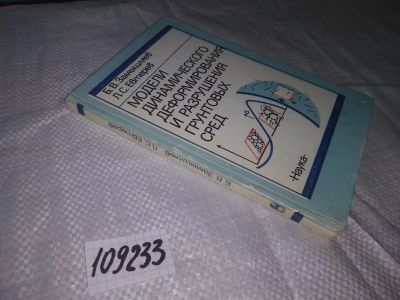 Б.В. Замышляев
Л.С. Евтерев
МОДЕЛИ
ДИНАМИЧЕСКОГО
ДЕФОРМИРОВАНИЯ
И РАЗРУШЕНИЯ
ГРУНТОВЫХ
СРЕД
·Наука·
Б.В. Замышляев Л.С. Евтерев
109233